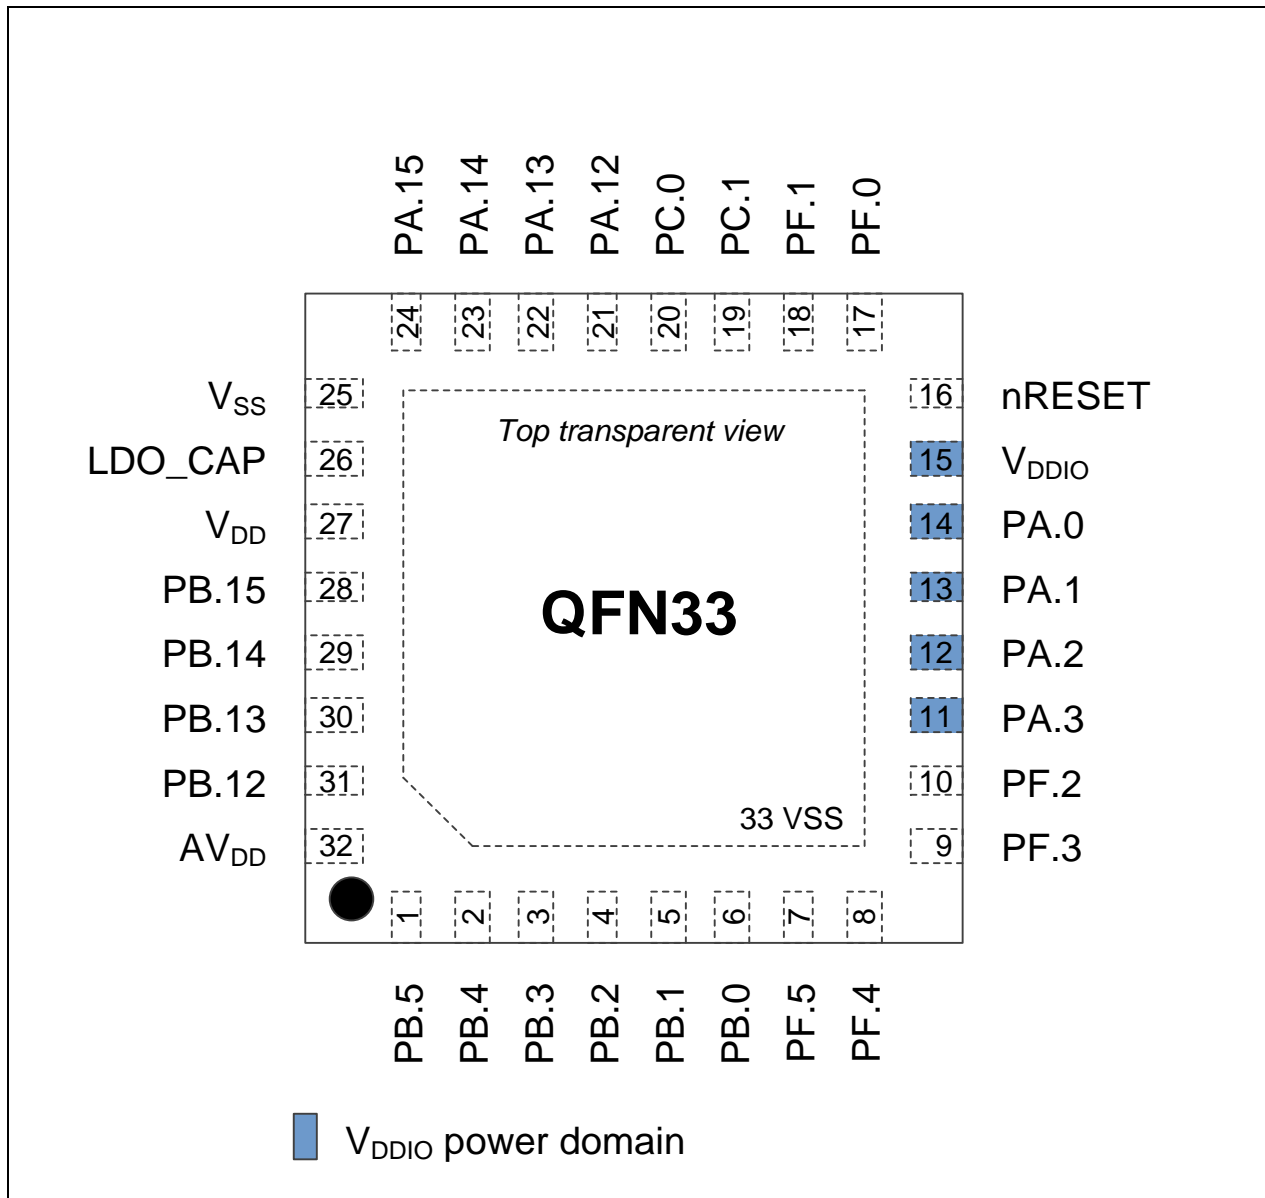 PA.15 PA.14 PA.13 PA.12 PC.0 PC.1 PF.1 PF.0
24 23 22 21 20 19 18 17
VSS 25 16 nRESET
Top transparent view
LDO_CAP 26 15 VDDIO
VDD 27 14 PA.0
PB.15 28 13 PA.1
QFN33
PB.14 29 12 PA.2
PB.13 30 11 PA.3
PB.12 31 10 PF.2
33 VSS
AVDD 32 9 PF.3
1 2 3 4 5 6 7 8
PB.5 PB.4 PB.3 PB.2 PB.1 PB.0 PF.5 PF.4
VDDIO power domain